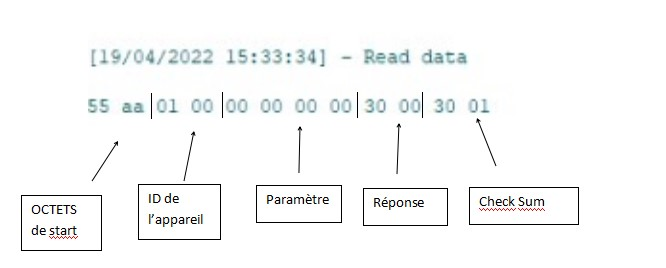 [19/04/2022 15:33:34] - Read data
55 aa 01 00 00 00 00 00 30 00 30 01
OCTETS
de start
ID de
l'appareil
Paramètre
Réponse
Check Sum